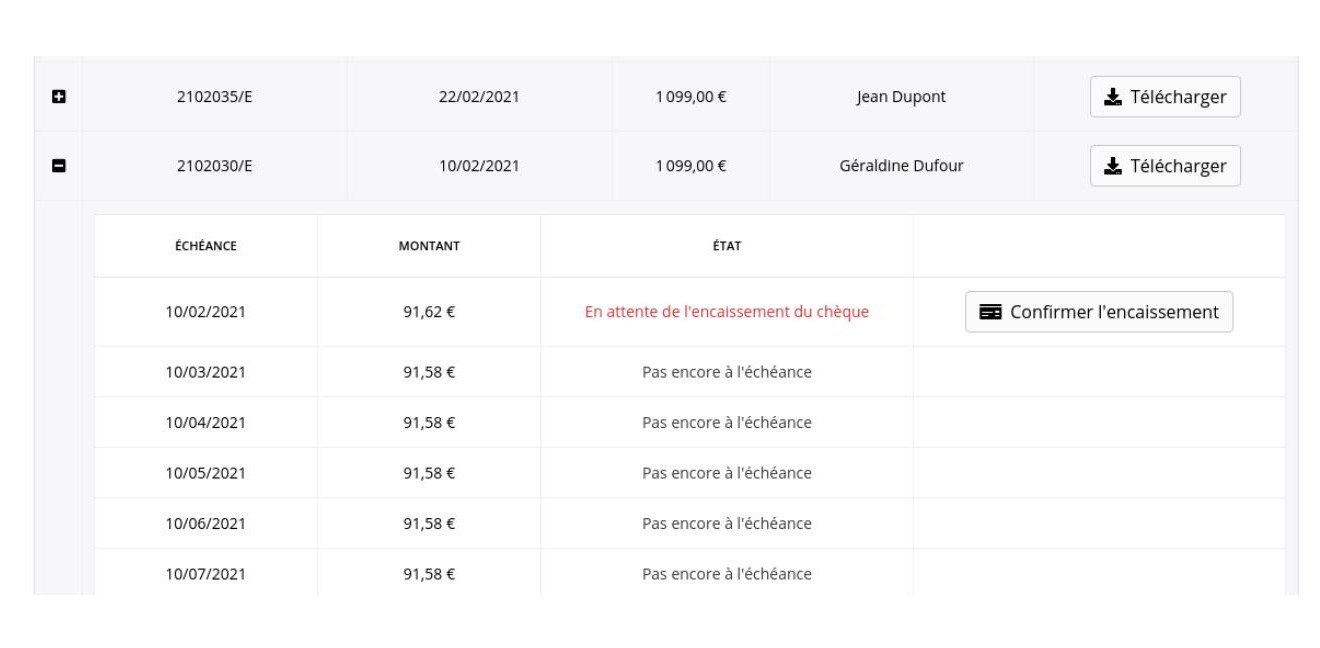 2102035/E 22/02/2021 1 099,00 € Jean Dupont Télécharger
2102030/E 10/02/2021 1 099,00 € Géraldine Dufour Télécharger
ÉCHÉANCE MONTANT ÉTAT
10/02/2021 91,62 € En attente de l'encaissement du chèque Confirmer l'encaissement
10/03/2021 91,58 € Pas encore à l'échéance
10/04/2021 91,58 € Pas encore à l'échéance
10/05/2021 91,58 € Pas encore à l'échéance
10/06/2021 91,58 € Pas encore à l'échéance
10/07/2021 91,58 € Pas encore à l'échéance